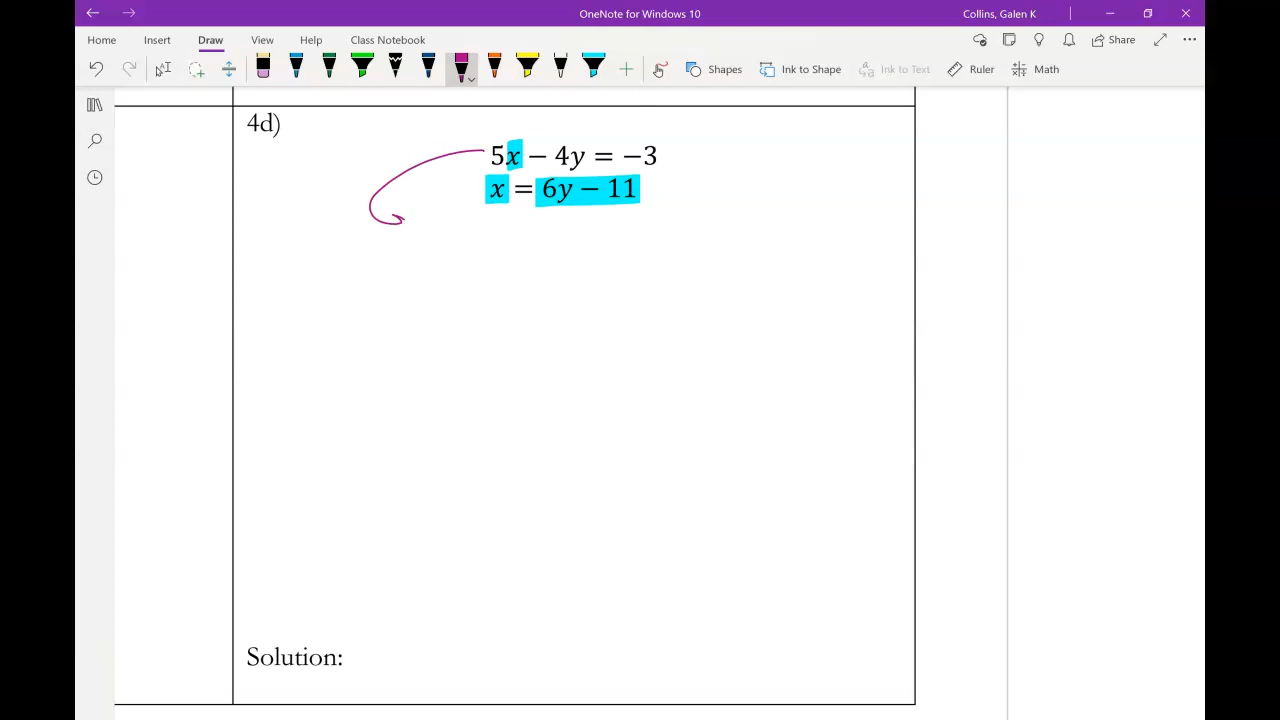 OneNote for Windows 10
Collins, Galen K
Home Insert Draw View Help Class Notebook
Share
Shapes Ink to Shape Ink to Text Ruler Math
4d)
5x − 4y = −3
x = 6y − 11
Solution: